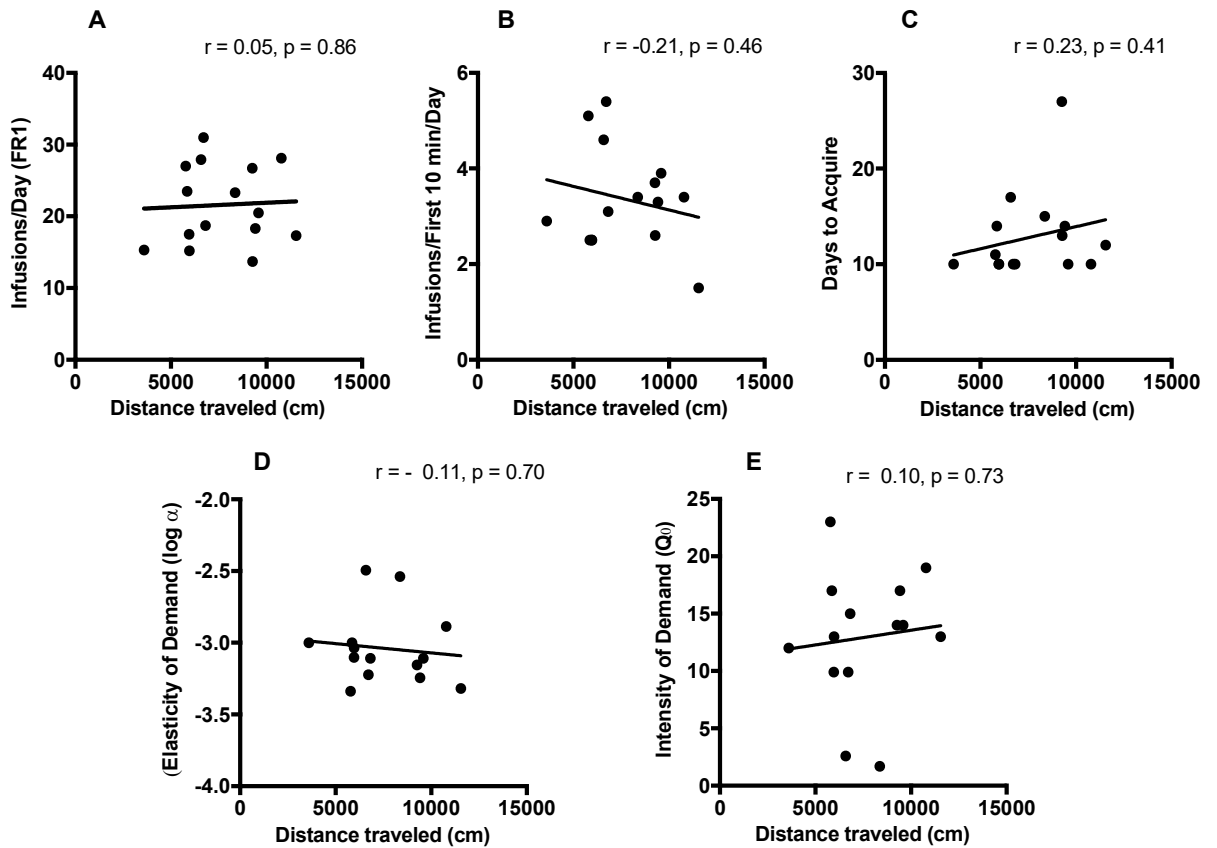 A
r = 0.05, p = 0.86
Infusions/Day (FR1)
40
30
20
10
0
0 5000 10000 15000
Distance traveled (cm)
B
r = -0.21, p = 0.46
Infusions/First 10 min/Day
6
4
2
0
0 5000 10000 15000
Distance traveled (cm)
C
r = 0.23, p = 0.41
Days to Acquire
30
20
10
0
0 5000 10000 15000
Distance traveled (cm)
D
r = - 0.11, p = 0.70
(Elasticity of Demand (log α)
-2.0
-2.5
-3.0
-3.5
-4.0
0 5000 10000 15000
Distance traveled (cm)
E
r = 0.10, p = 0.73
Intensity of Demand (Q0)
25
20
15
10
5
0
0 5000 10000 15000
Distance traveled (cm)